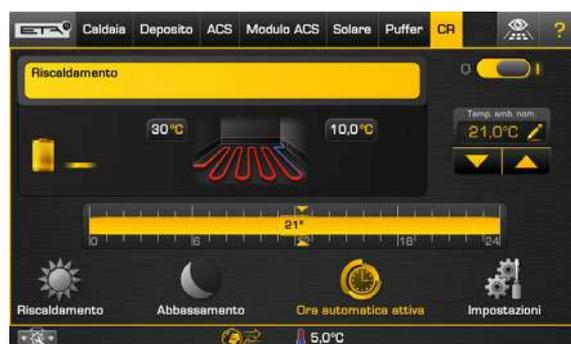 ETA Caldaia Deposito ACS Modulo ACS Solare Puffer CR ?
Riscaldamento
0 I
30°C 10,0°C
Temp. amb. nom.
21,0°C
21°
0 6 12 18 24
Riscaldamento Abbassamento Ora automatica attiva Impostazioni
5,0°C